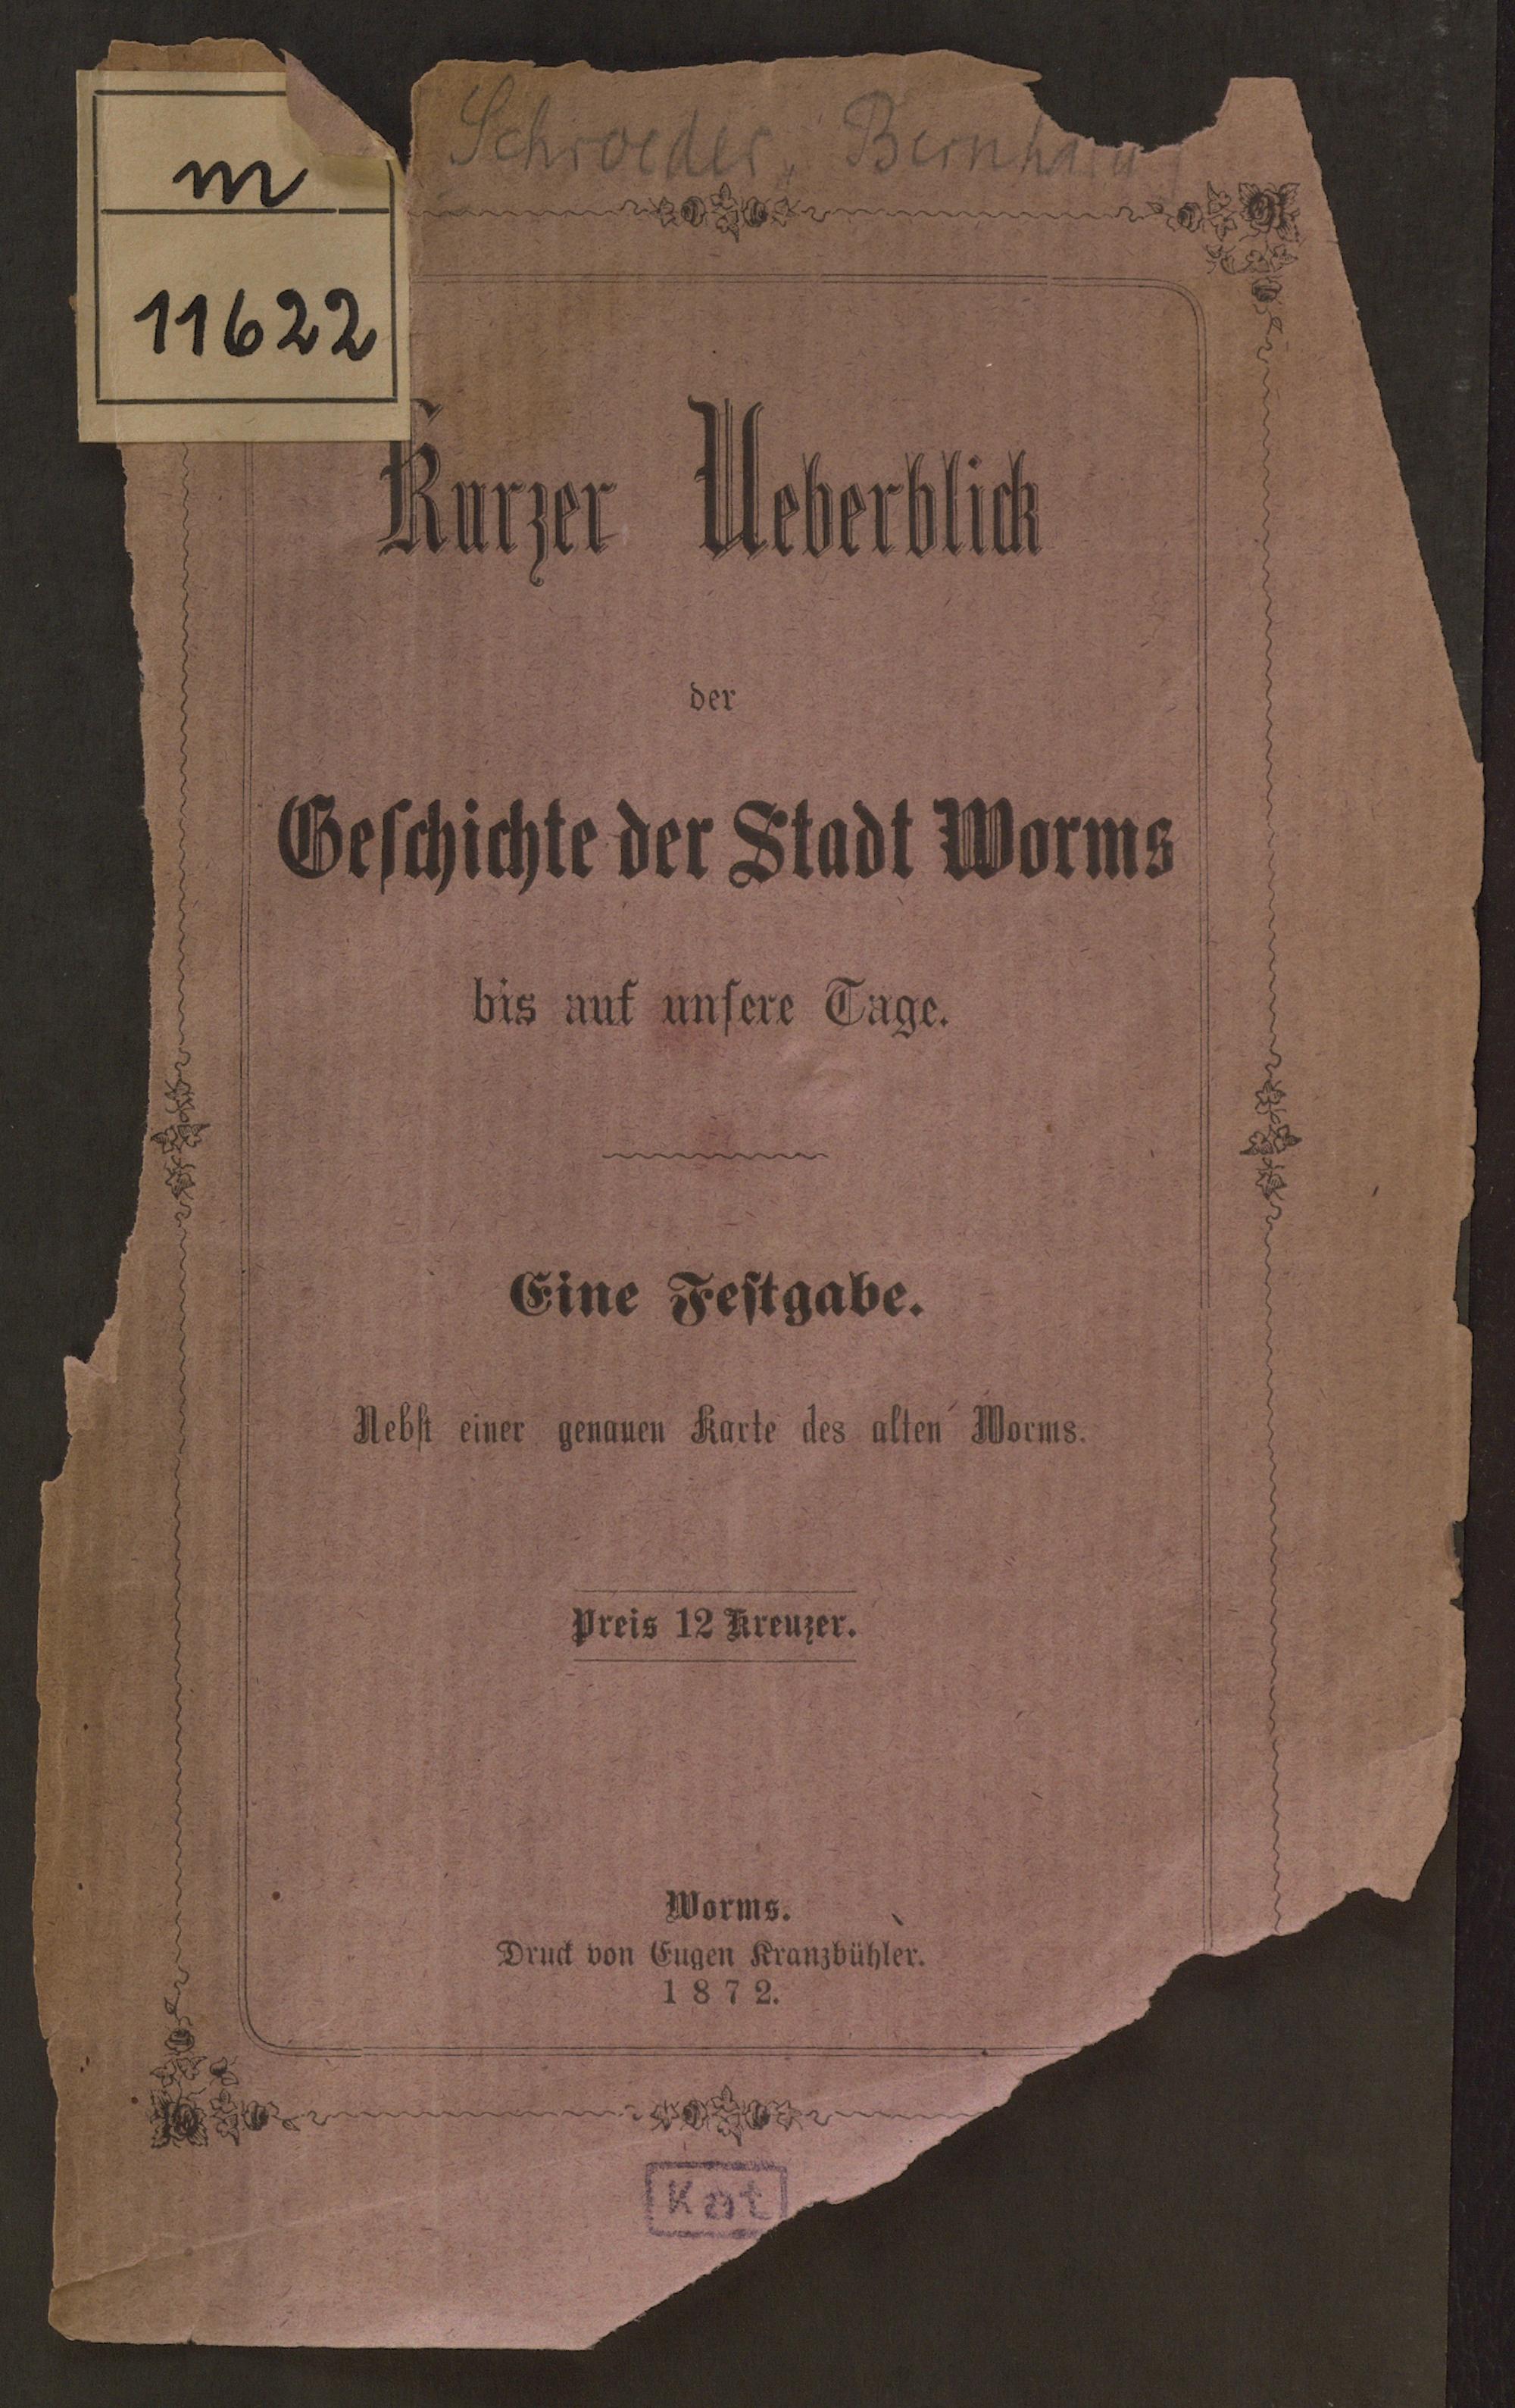 m
11622
Schroeder, Bernha
Kurzer Ueberblick
der
Geſchichte der Stadt Worms
bis auf unſere Tage.
Eine Feſtgabe.
Nebſt einer genauen Karte des alten Worms.
Preis 12 Kreuzer.
Worms.
Druck von Eugen Kranzbühler.
1872.
Kat